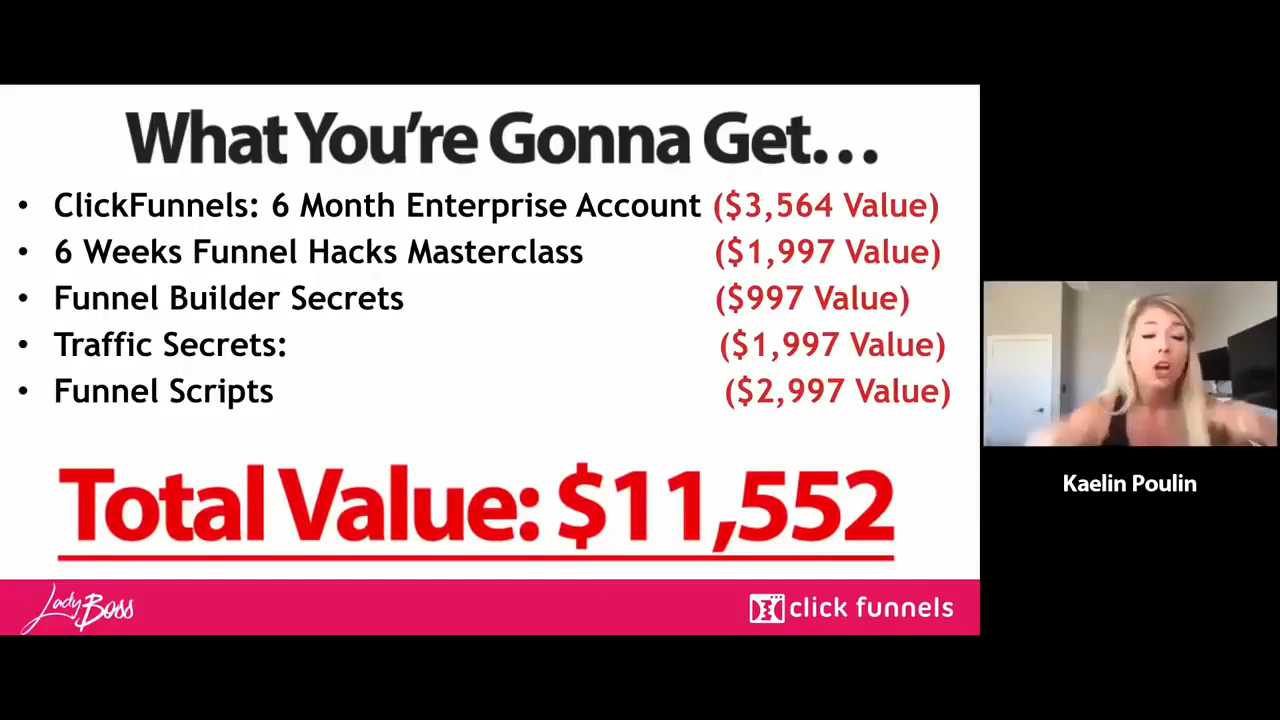 What You're Gonna Get...
• ClickFunnels: 6 Month Enterprise Account ($3,564 Value)
• 6 Weeks Funnel Hacks Masterclass ($1,997 Value)
• Funnel Builder Secrets ($997 Value)
• Traffic Secrets: ($1,997 Value)
• Funnel Scripts ($2,997 Value)
Total Value: $11,552
Kaelin Poulin
Lady Boss
click funnels